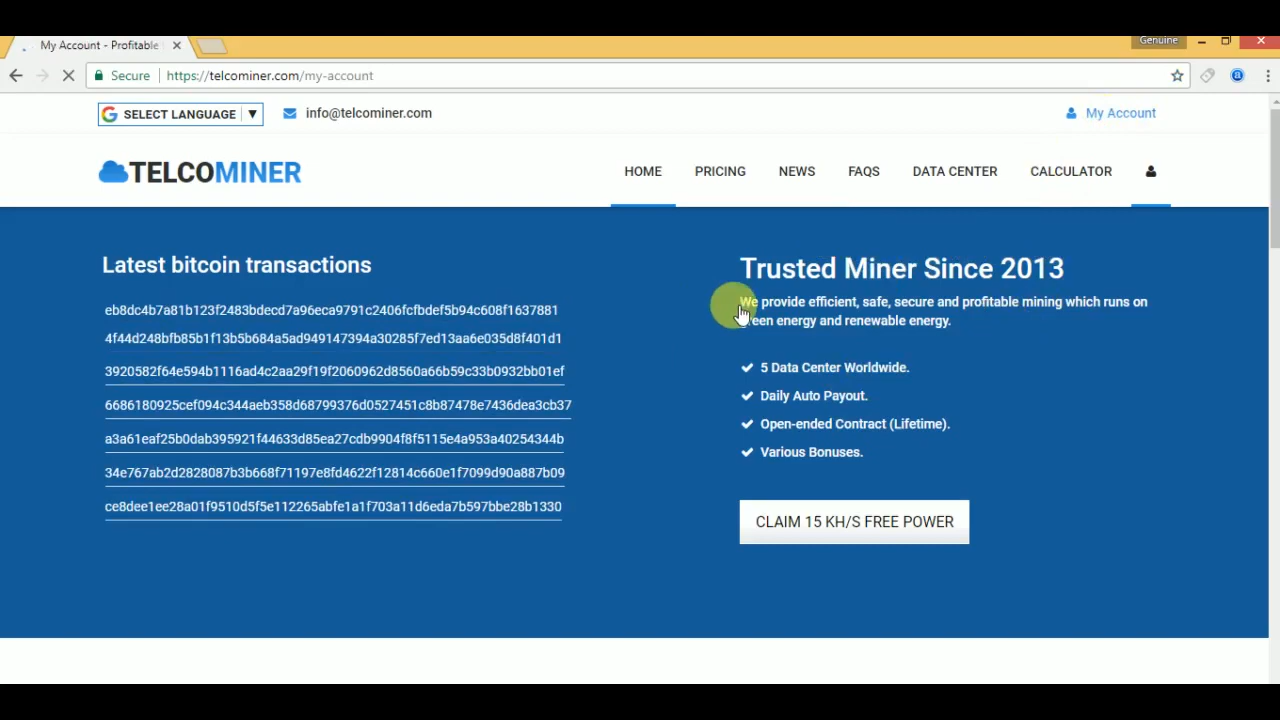 My Account - Profitable
Genuine
Secure
https://telcominer.com/my-account
SELECT LANGUAGE ▼
info@telcominer.com
My Account
TELCOMINER
HOME
PRICING
NEWS
FAQS
DATA CENTER
CALCULATOR
Latest bitcoin transactions
eb8dc4b7a81b123f2483bdecd7a96eca9791c2406fcfbdef5b94c608f1637881
4f44d248bfb85b1f13b5b684a5ad949147394a30285f7ed13aa6e035d8f401d1
3920582f64e594b1116ad4c2aa29f19f2060962d8560a66b59c33b0932bb01ef
6686180925cef094c344aeb358d68799376d0527451c8b87478e7436dea3cb37
a3a61eaf25b0dab395921f44633d85ea27cdb9904f8f5115e4a953a40254344b
34e767ab2d2828087b3b668f71197e8fd4622f12814c660e1f7099d90a887b09
ce8dee1ee28a01f9510d5f5e112265abfe1a1f703a11d6eda7b597bbe28b1330
Trusted Miner Since 2013
We provide efficient, safe, secure and profitable mining which runs on
green energy and renewable energy.
5 Data Center Worldwide.
Daily Auto Payout.
Open-ended Contract (Lifetime).
Various Bonuses.
CLAIM 15 KH/S FREE POWER